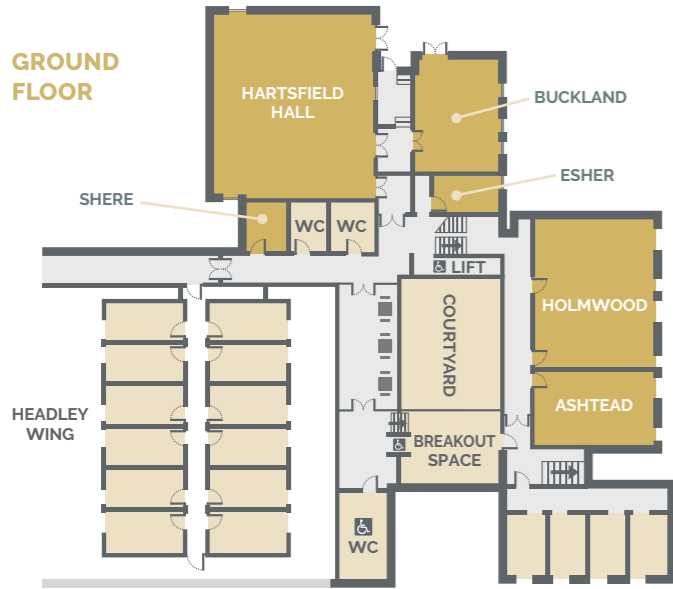 GROUND
FLOOR
HARTSFIELD
HALL
BUCKLAND
ESHER
SHERE
WC
WC
LIFT
COURTYARD
HOLMWOOD
ASHTEAD
HEADLEY
WING
BREAKOUT
SPACE
WC